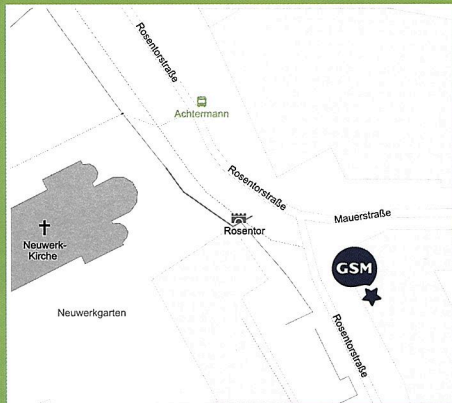 Rosentorstraße
Achtermann
Rosentorstraße
Mauerstraße
Rosentor
Neuwerk-
Kirche
GSM
Neuwerkgarten
Rosentorstraße